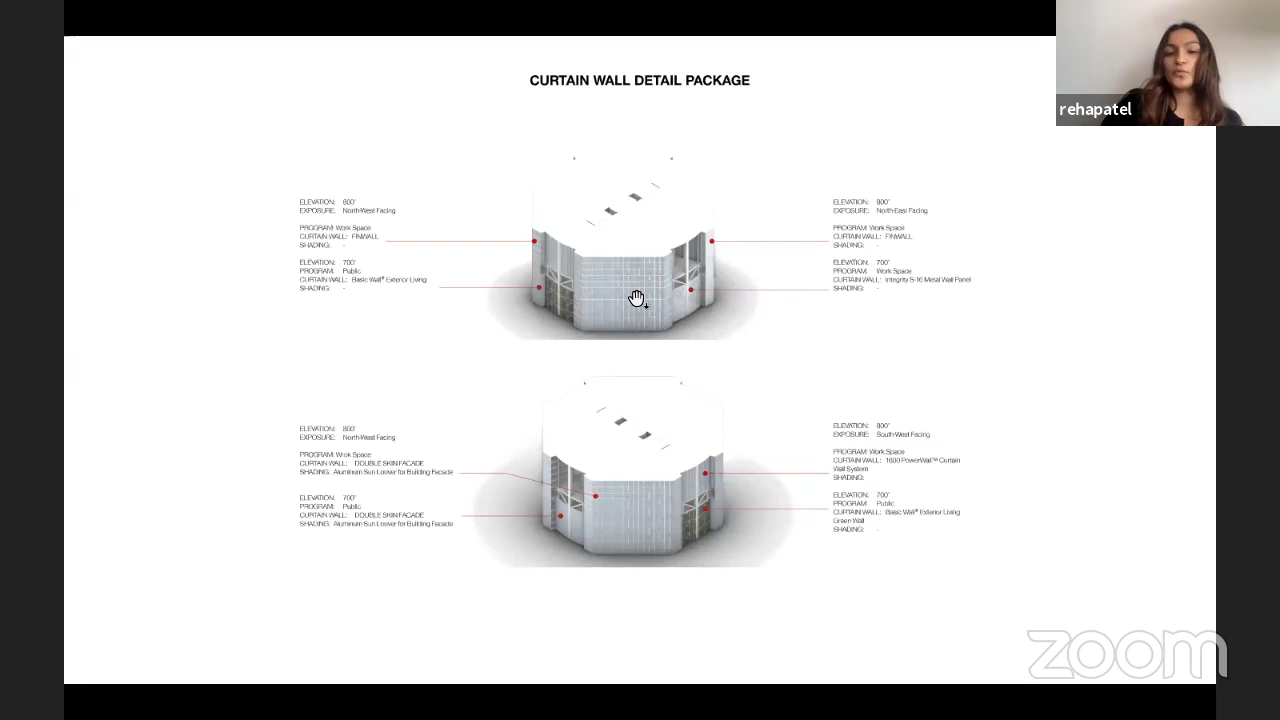 CURTAIN WALL DETAIL PACKAGE
rehapatel
ELEVATION: 600'
EXPOSURE: North-West Facing
PROGRAM: Work Space
CURTAIN WALL: FINWALL
SHADING: -
ELEVATION: 700'
PROGRAM: Public
CURTAIN WALL: Basic Wall® Exterior Living
SHADING: -
ELEVATION: 800'
EXPOSURE: North-East Facing
PROGRAM: Work Space
CURTAIN WALL: FINWALL
SHADING: -
ELEVATION: 700'
PROGRAM: Work Space
CURTAIN WALL: Integrity S-16 Metal Wall Panel
SHADING: -
ELEVATION: 800'
EXPOSURE: North-West Facing
PROGRAM: Work Space
CURTAIN WALL: DOUBLE SKIN FACADE
SHADING: Aluminum Sun Louver for Building Facade
ELEVATION: 700'
PROGRAM: Public
CURTAIN WALL: DOUBLE SKIN FACADE
SHADING: Aluminum Sun Louver for Building Facade
ELEVATION: 800'
EXPOSURE: South-West Facing
PROGRAM: Work Space
CURTAIN WALL: 1600 PowerWall™ Curtain
Wall System
SHADING:
ELEVATION: 700'
PROGRAM: Public
CURTAIN WALL: Basic Wall® Exterior Living
Green Wall
SHADING: -
zoom